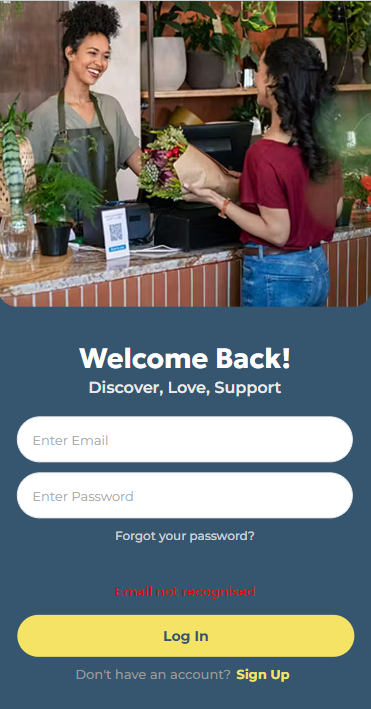 Welcome Back!
Discover, Love, Support
Enter Email
Enter Password
Forgot your password?
Email not recognised
Log In
Don't have an account? Sign Up